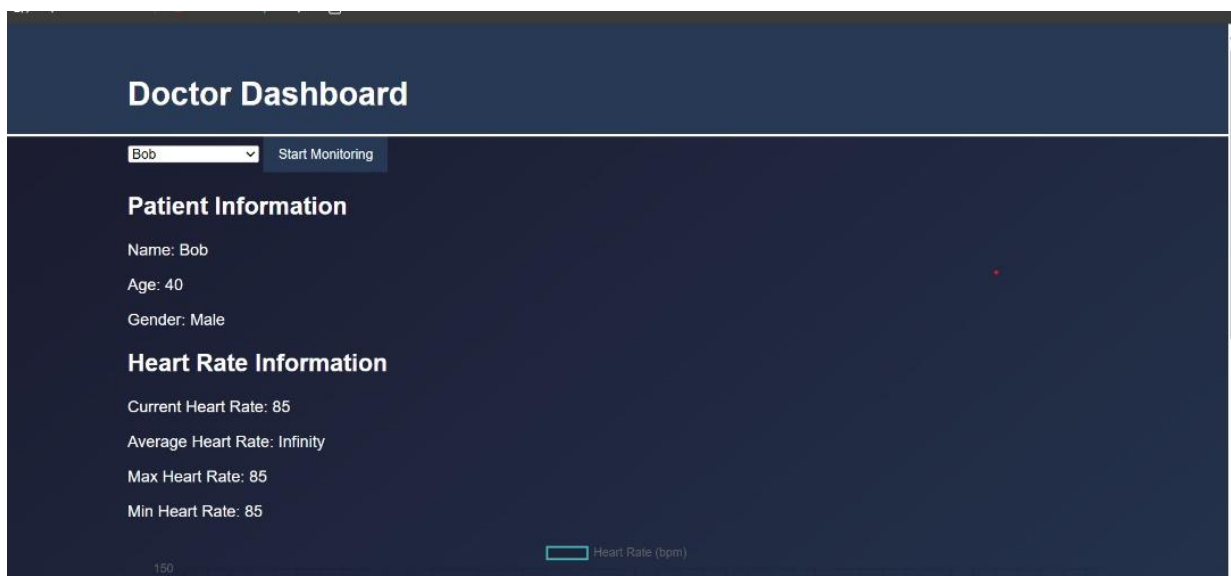 Doctor Dashboard
Bob Start Monitoring
Patient Information
Name: Bob
Age: 40
Gender: Male
Heart Rate Information
Current Heart Rate: 85
Average Heart Rate: Infinity
Max Heart Rate: 85
Min Heart Rate: 85
Heart Rate (bpm)
150